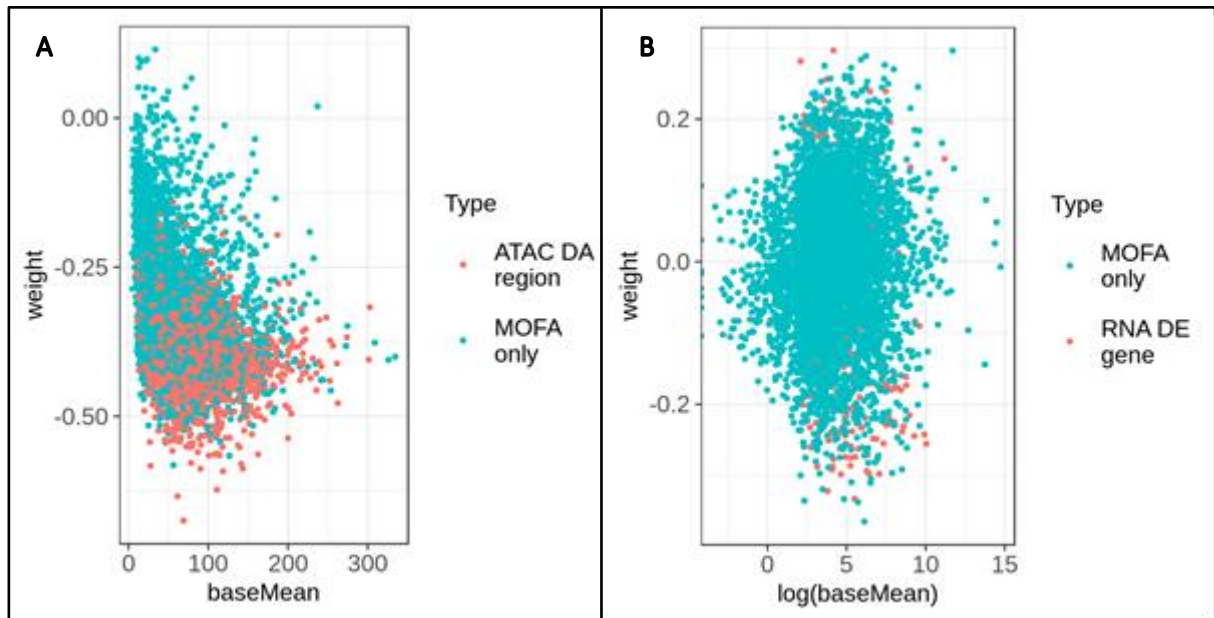 A
0.00
-0.25
-0.50
weight
0
100
200
300
baseMean
Type
ATAC DA
region
MOFA
only
B
0.2
0.0
-0.2
weight
0
5
10
15
log(baseMean)
Type
MOFA
only
RNA DE
gene